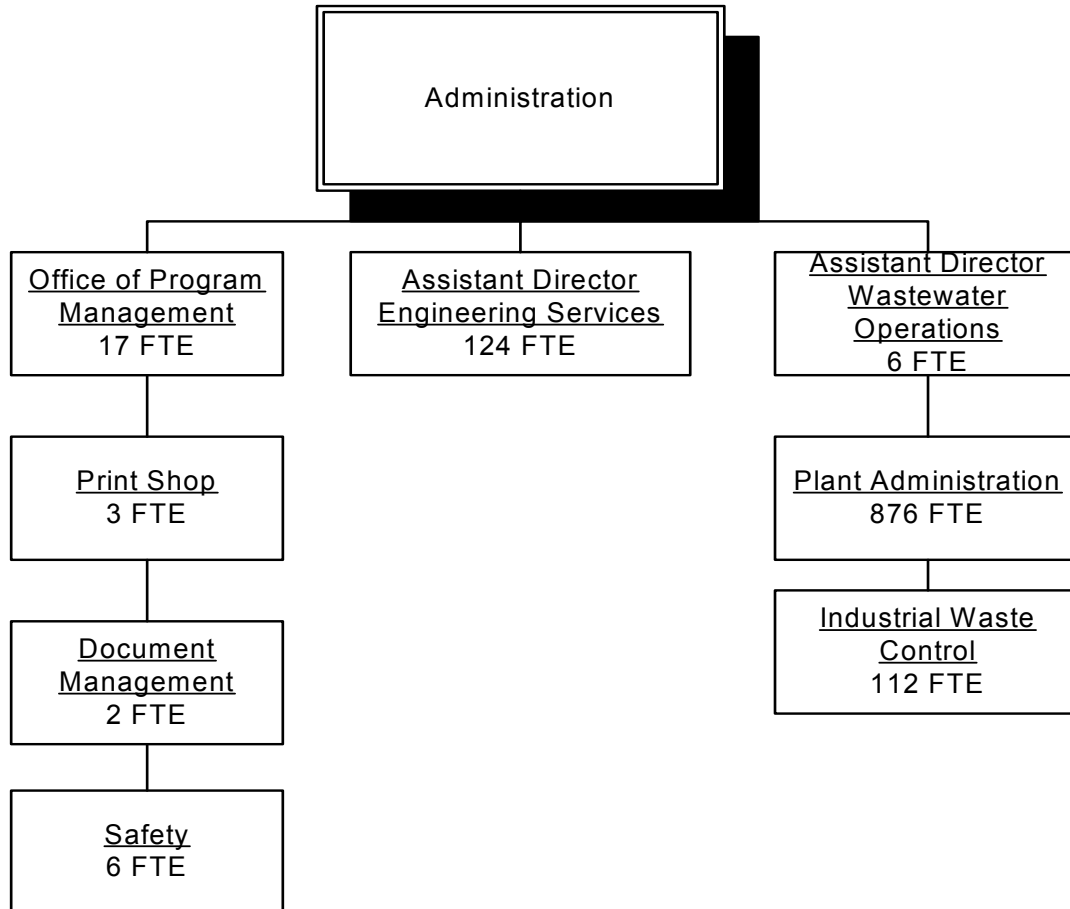 Administration
Office of Program
Management
17 FTE
Assistant Director
Engineering Services
124 FTE
Assistant Director
Wastewater
Operations
6 FTE
Print Shop
3 FTE
Plant Administration
876 FTE
Document
Management
2 FTE
Industrial Waste
Control
112 FTE
Safety
6 FTE